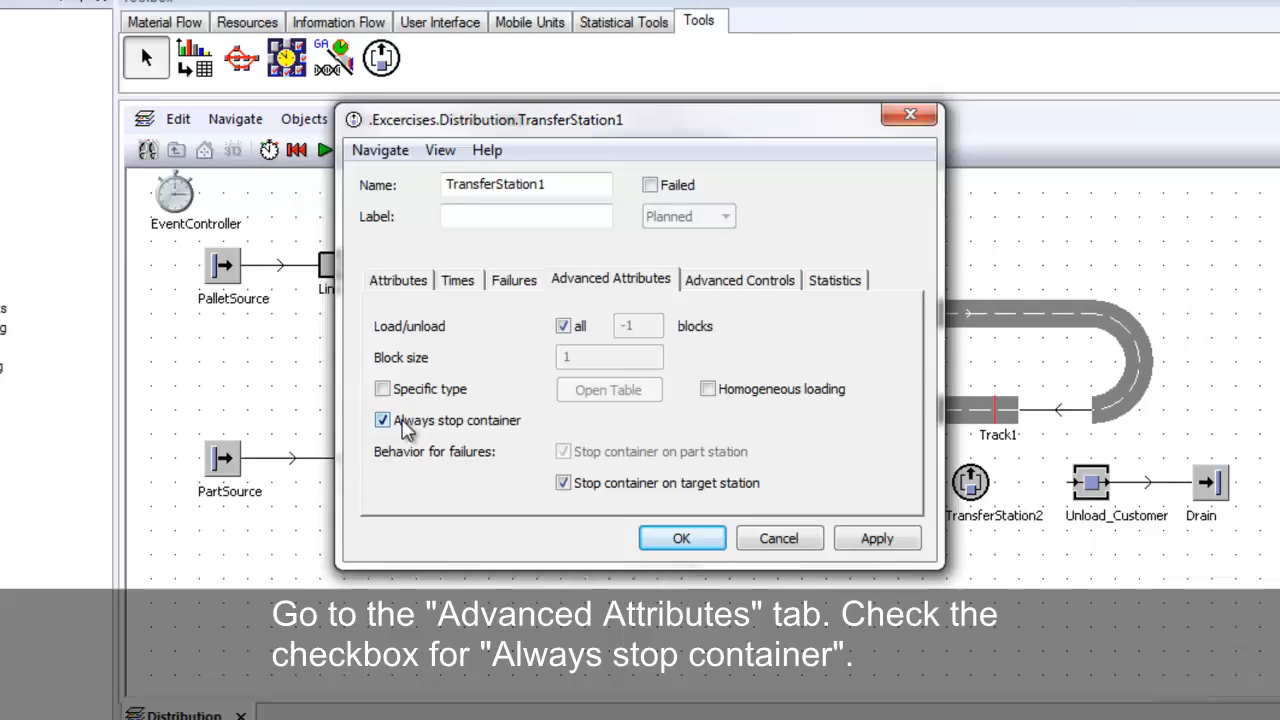 Material Flow Resources Information Flow User Interface Mobile Units Statistical Tools Tools
GA
Edit Navigate Objects
.Excercises.Distribution.TransferStation1
Navigate View Help
3D
Name: TransferStation1 Failed
Label: Planned
EventController
PalletSource
Attributes Times Failures Advanced Attributes Advanced Controls Statistics
Load/unload all -1 blocks
Block size 1
Specific type Open Table Homogeneous loading
Always stop container
Track1
Behavior for failures: Stop container on part station
Stop container on target station
PartSource
TransferStation2 Unload_Customer Drain
OK Cancel Apply
Go to the "Advanced Attributes" tab. Check the
checkbox for "Always stop container".
Distribution